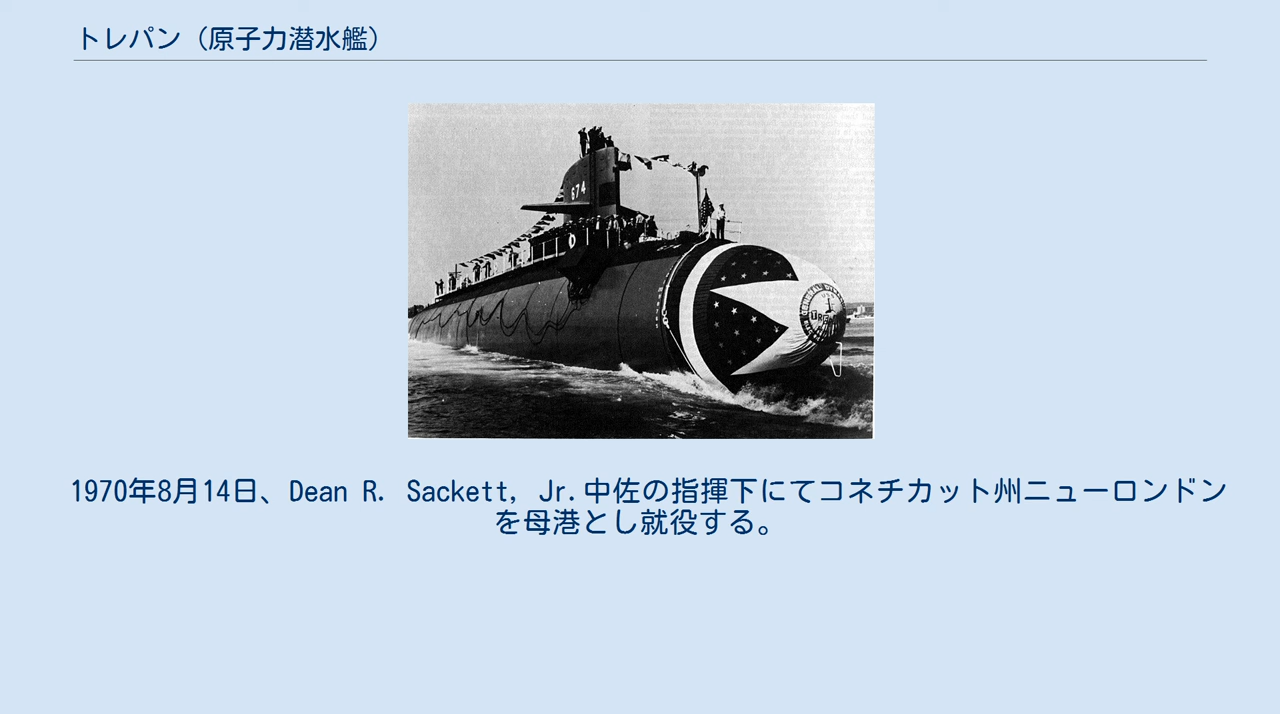 トレパン（原子力潜水艦）
674
1970年8月14日、Dean R. Sackett, Jr.中佐の指揮下にてコネチカット州ニューロンドン
を母港とし就役する。